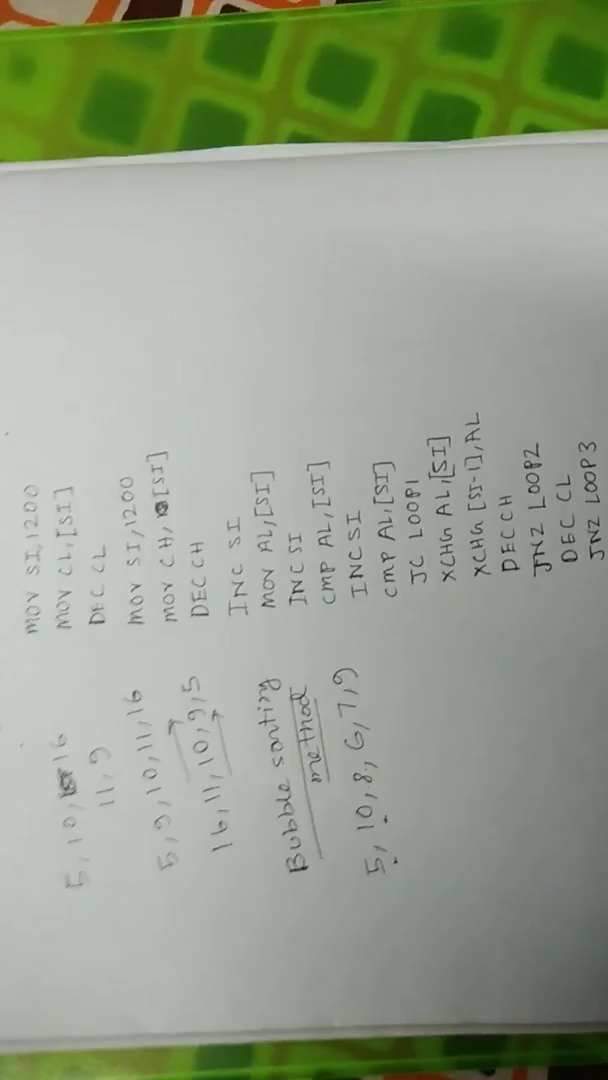 5, 10, 16
11, 9
5, 9, 10, 11, 16
16, 11, 10, 9, 5
Bubble sorting
method
5, 10, 8, 6, 7, 9
MOV SI, 1200
MOV CL, [SI]
DEC CL
MOV SI, 1200
MOV CH, [SI]
DEC CH
INC SI
MOV AL, [SI]
INC SI
CMP AL, [SI]
INC SI
CMP AL, [SI]
JC LOOP1
XCHG AL, [SI]
XCHG [SI-1], AL
DEC CH
JNZ LOOP2
DEC CL
JNZ LOOP3